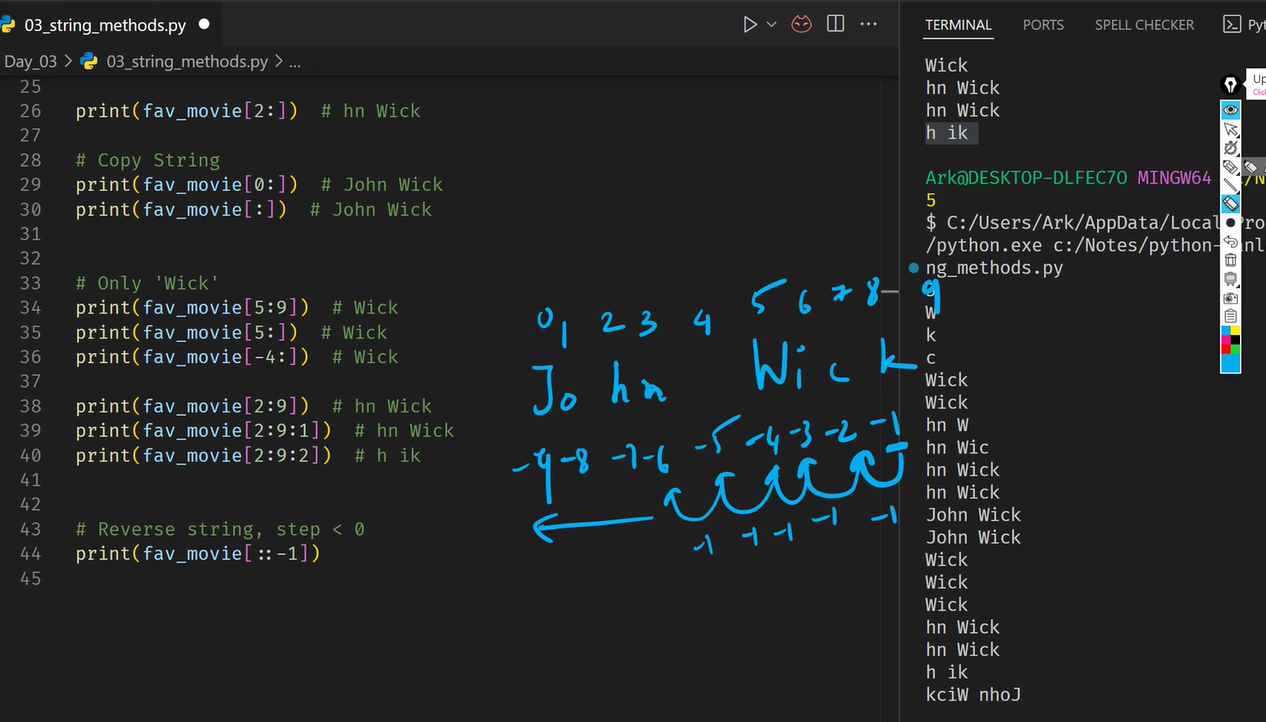 03_string_methods.py
Day_03 > 03_string_methods.py > ...
25
26 print(fav_movie[2:]) # hn Wick
27
28 # Copy String
29 print(fav_movie[0:]) # John Wick
30 print(fav_movie[:]) # John Wick
31
32
33 # Only 'Wick'
34 print(fav_movie[5:9]) # Wick
35 print(fav_movie[5:]) # Wick
36 print(fav_movie[-4:]) # Wick
37
38 print(fav_movie[2:9]) # hn Wick
39 print(fav_movie[2:9:1]) # hn Wick
40 print(fav_movie[2:9:2]) # h ik
41
42
43 # Reverse string, step < 0
44 print(fav_movie[::-1])
45
0 1 2 3 4 5 6 7 8 9
John Wick
-9 -8 -7 -6 -5 -4 -3 -2 -1
-1 -1 -1 -1 -1
TERMINAL PORTS SPELL CHECKER
Wick
hn Wick
hn Wick
h ik
Ark@DESKTOP-DLFEC7O MINGW64
5
$ C:/Users/Ark/AppData/Local
/python.exe c:/Notes/python-
ng_methods.py
W
k
c
Wick
Wick
hn W
hn Wic
hn Wick
hn Wick
John Wick
John Wick
Wick
Wick
Wick
hn Wick
hn Wick
h ik
kciW nhoJ